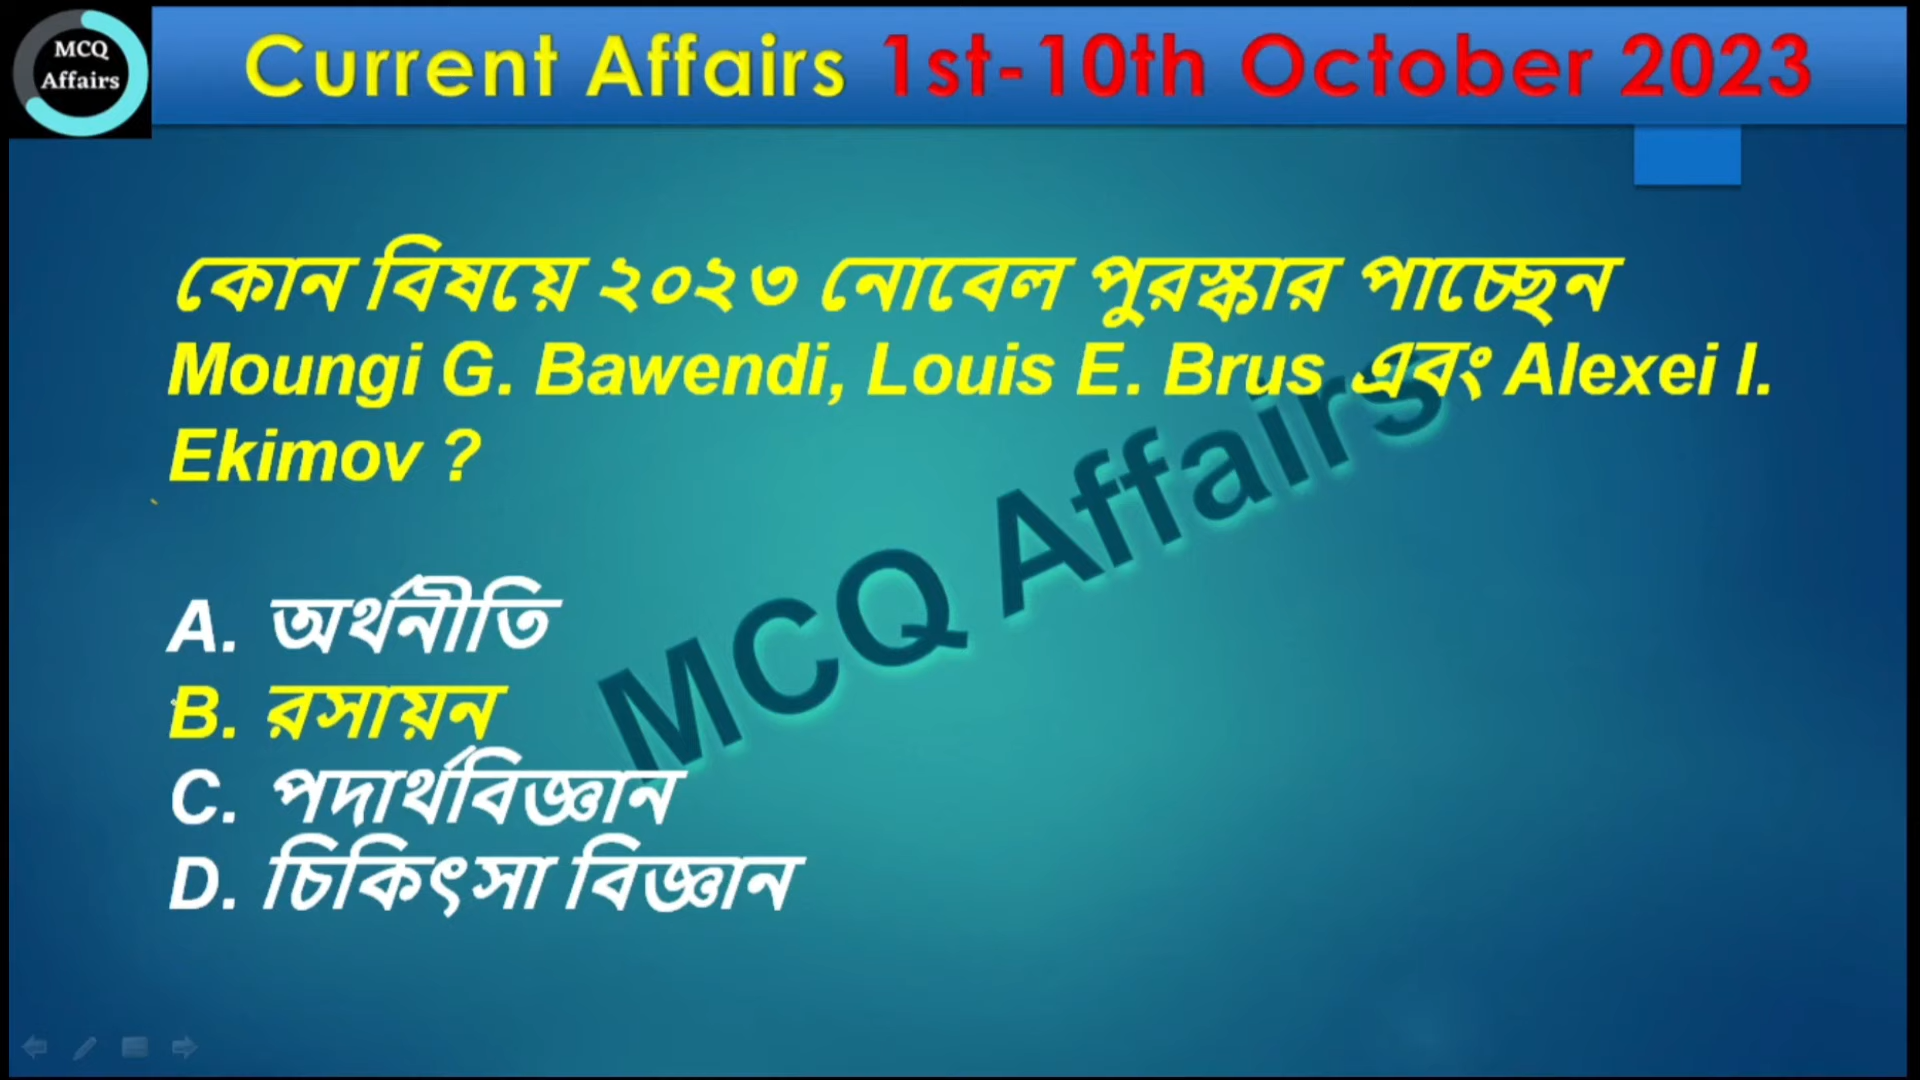 MCQ
Affairs
Current Affairs 1st-10th October 2023
কোন বিষয়ে ২০২৩ নোবেল পুরস্কার পাচ্ছেন
Moungi G. Bawendi, Louis E. Brus এবং Alexei I.
Ekimov ?
MCQ Affairs
A. অর্থনীতি
B. রসায়ন
C. পদার্থবিজ্ঞান
D. চিকিৎসা বিজ্ঞান